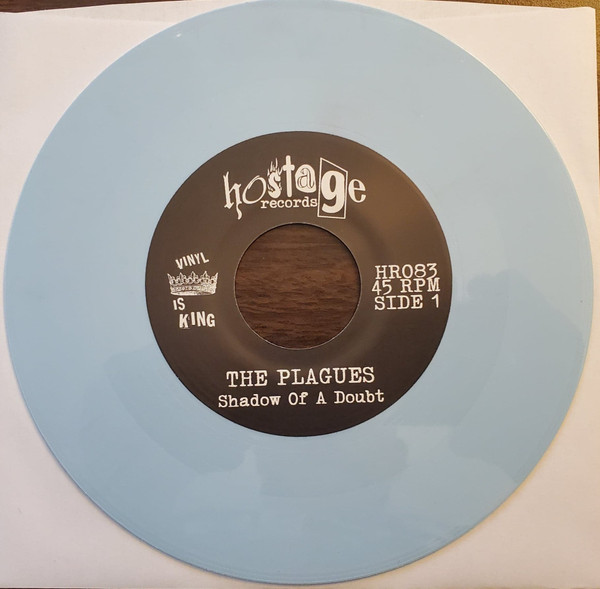 hostage
records
VINYL
IS
KING
HR083
45 RPM
SIDE 1
THE PLAGUES
Shadow Of A Doubt